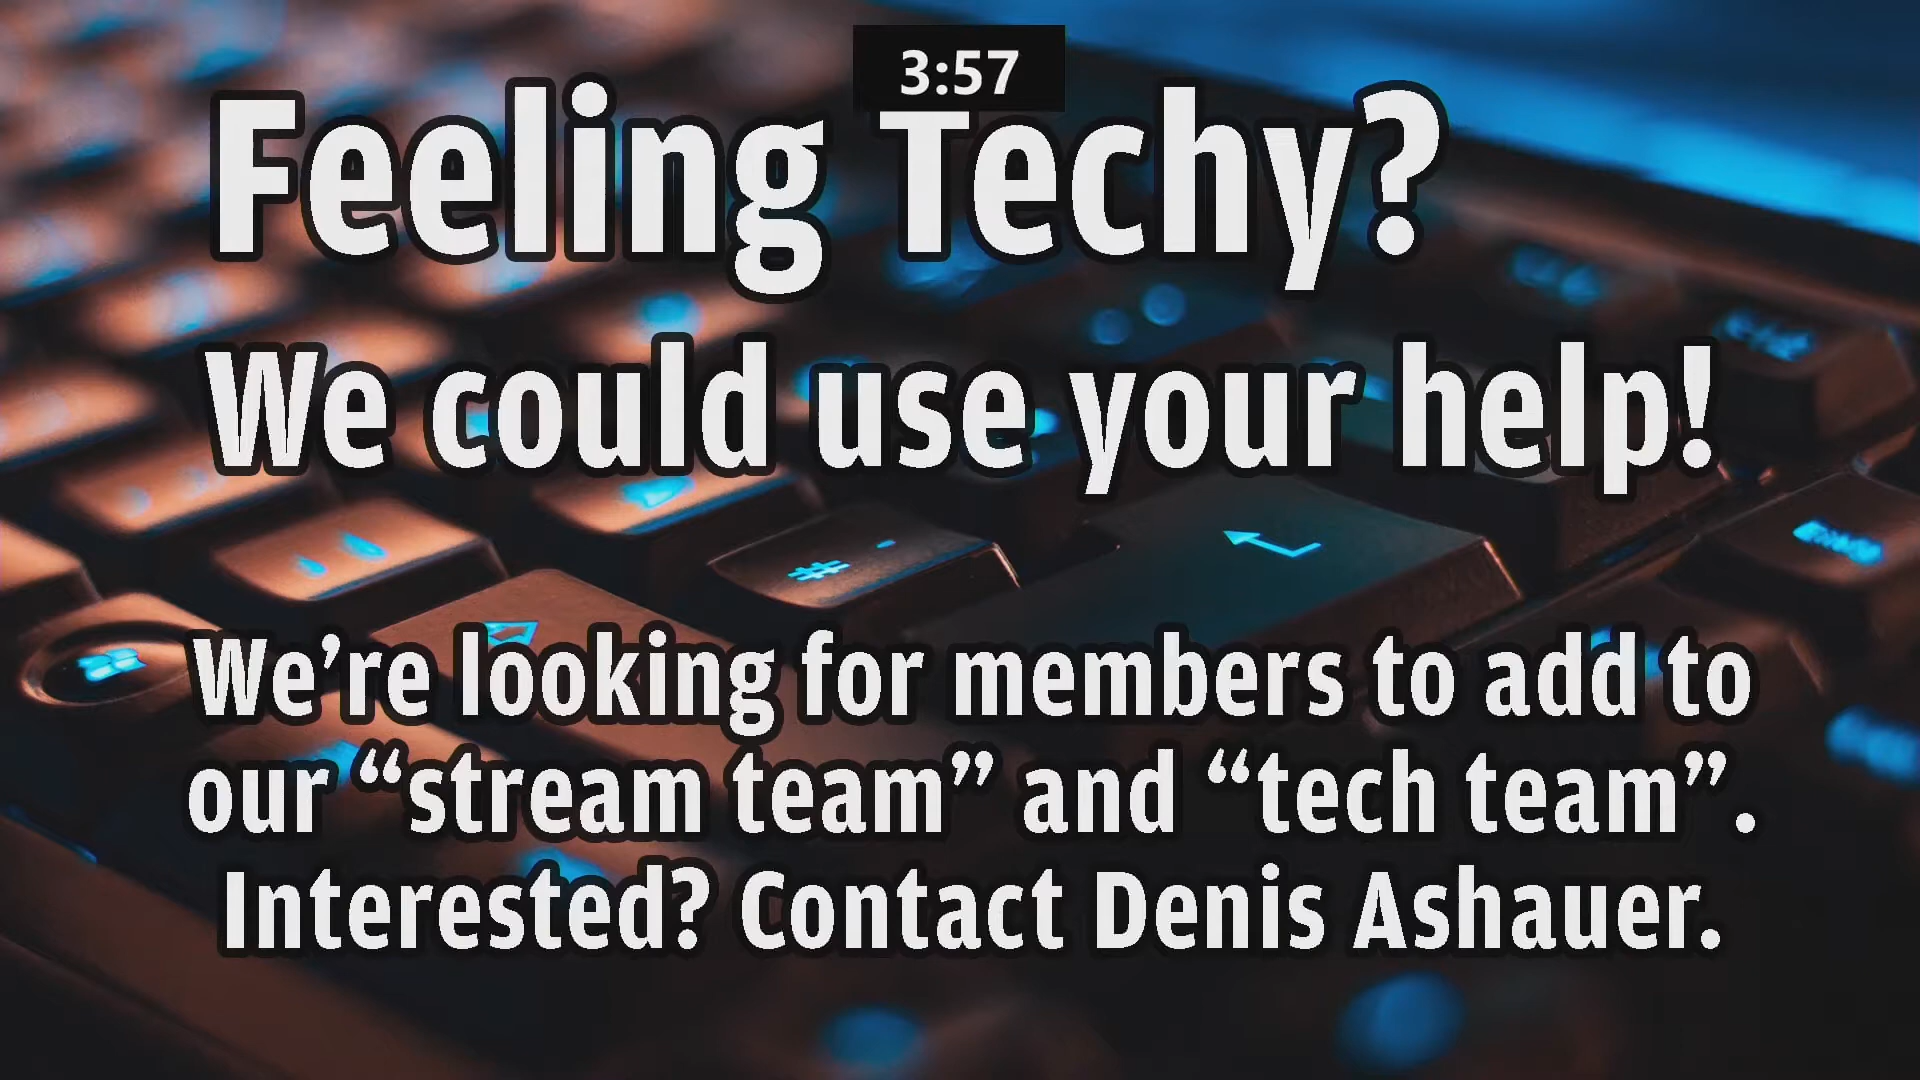 3:57
Feeling Techy?
We could use your help!
We’re looking for members to add to
our “stream team” and “tech team”.
Interested? Contact Denis Ashauer.